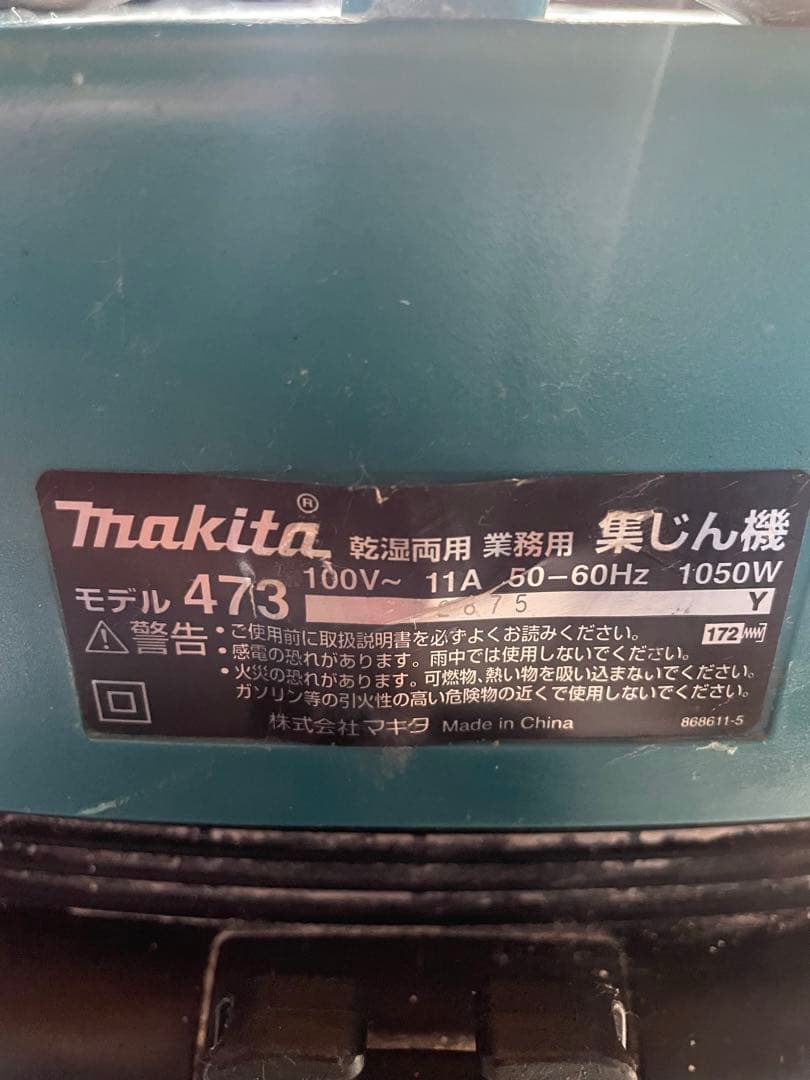 makita® 乾湿両用 業務用 集じん機
モデル 473 100V~ 11A 50-60Hz 1050W
2875 Y
⚠警告 •ご使用前に取扱説明書を必ずよくお読みください。 172
•感電の恐れがあります。雨中では使用しないでください。
•火災の恐れがあります。可燃物、熱い物を吸い込まないでください。
ガソリン等の引火性の高い危険物の近くで使用しないでください。
株式会社 マキタ Made in China 868611-5